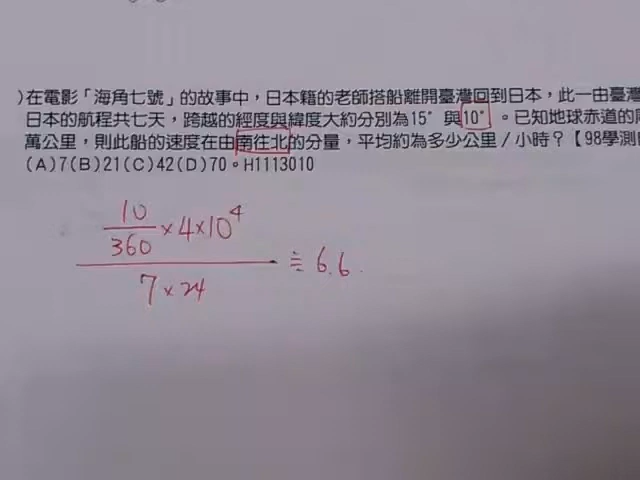 )在電影「海角七號」的故事中，日本籍的老師搭船離開臺灣回到日本，此一由臺灣
日本的航程共七天，跨越的經度與緯度大約分別為15°與10°。已知地球赤道的
萬公里，則此船的速度在由南往北的分量，平均約為多少公里／小時？【98學測
(A)7(B)21(C)42(D)70。H1113010
10/360 ×4×10^4
7×24
≒ 6.6.